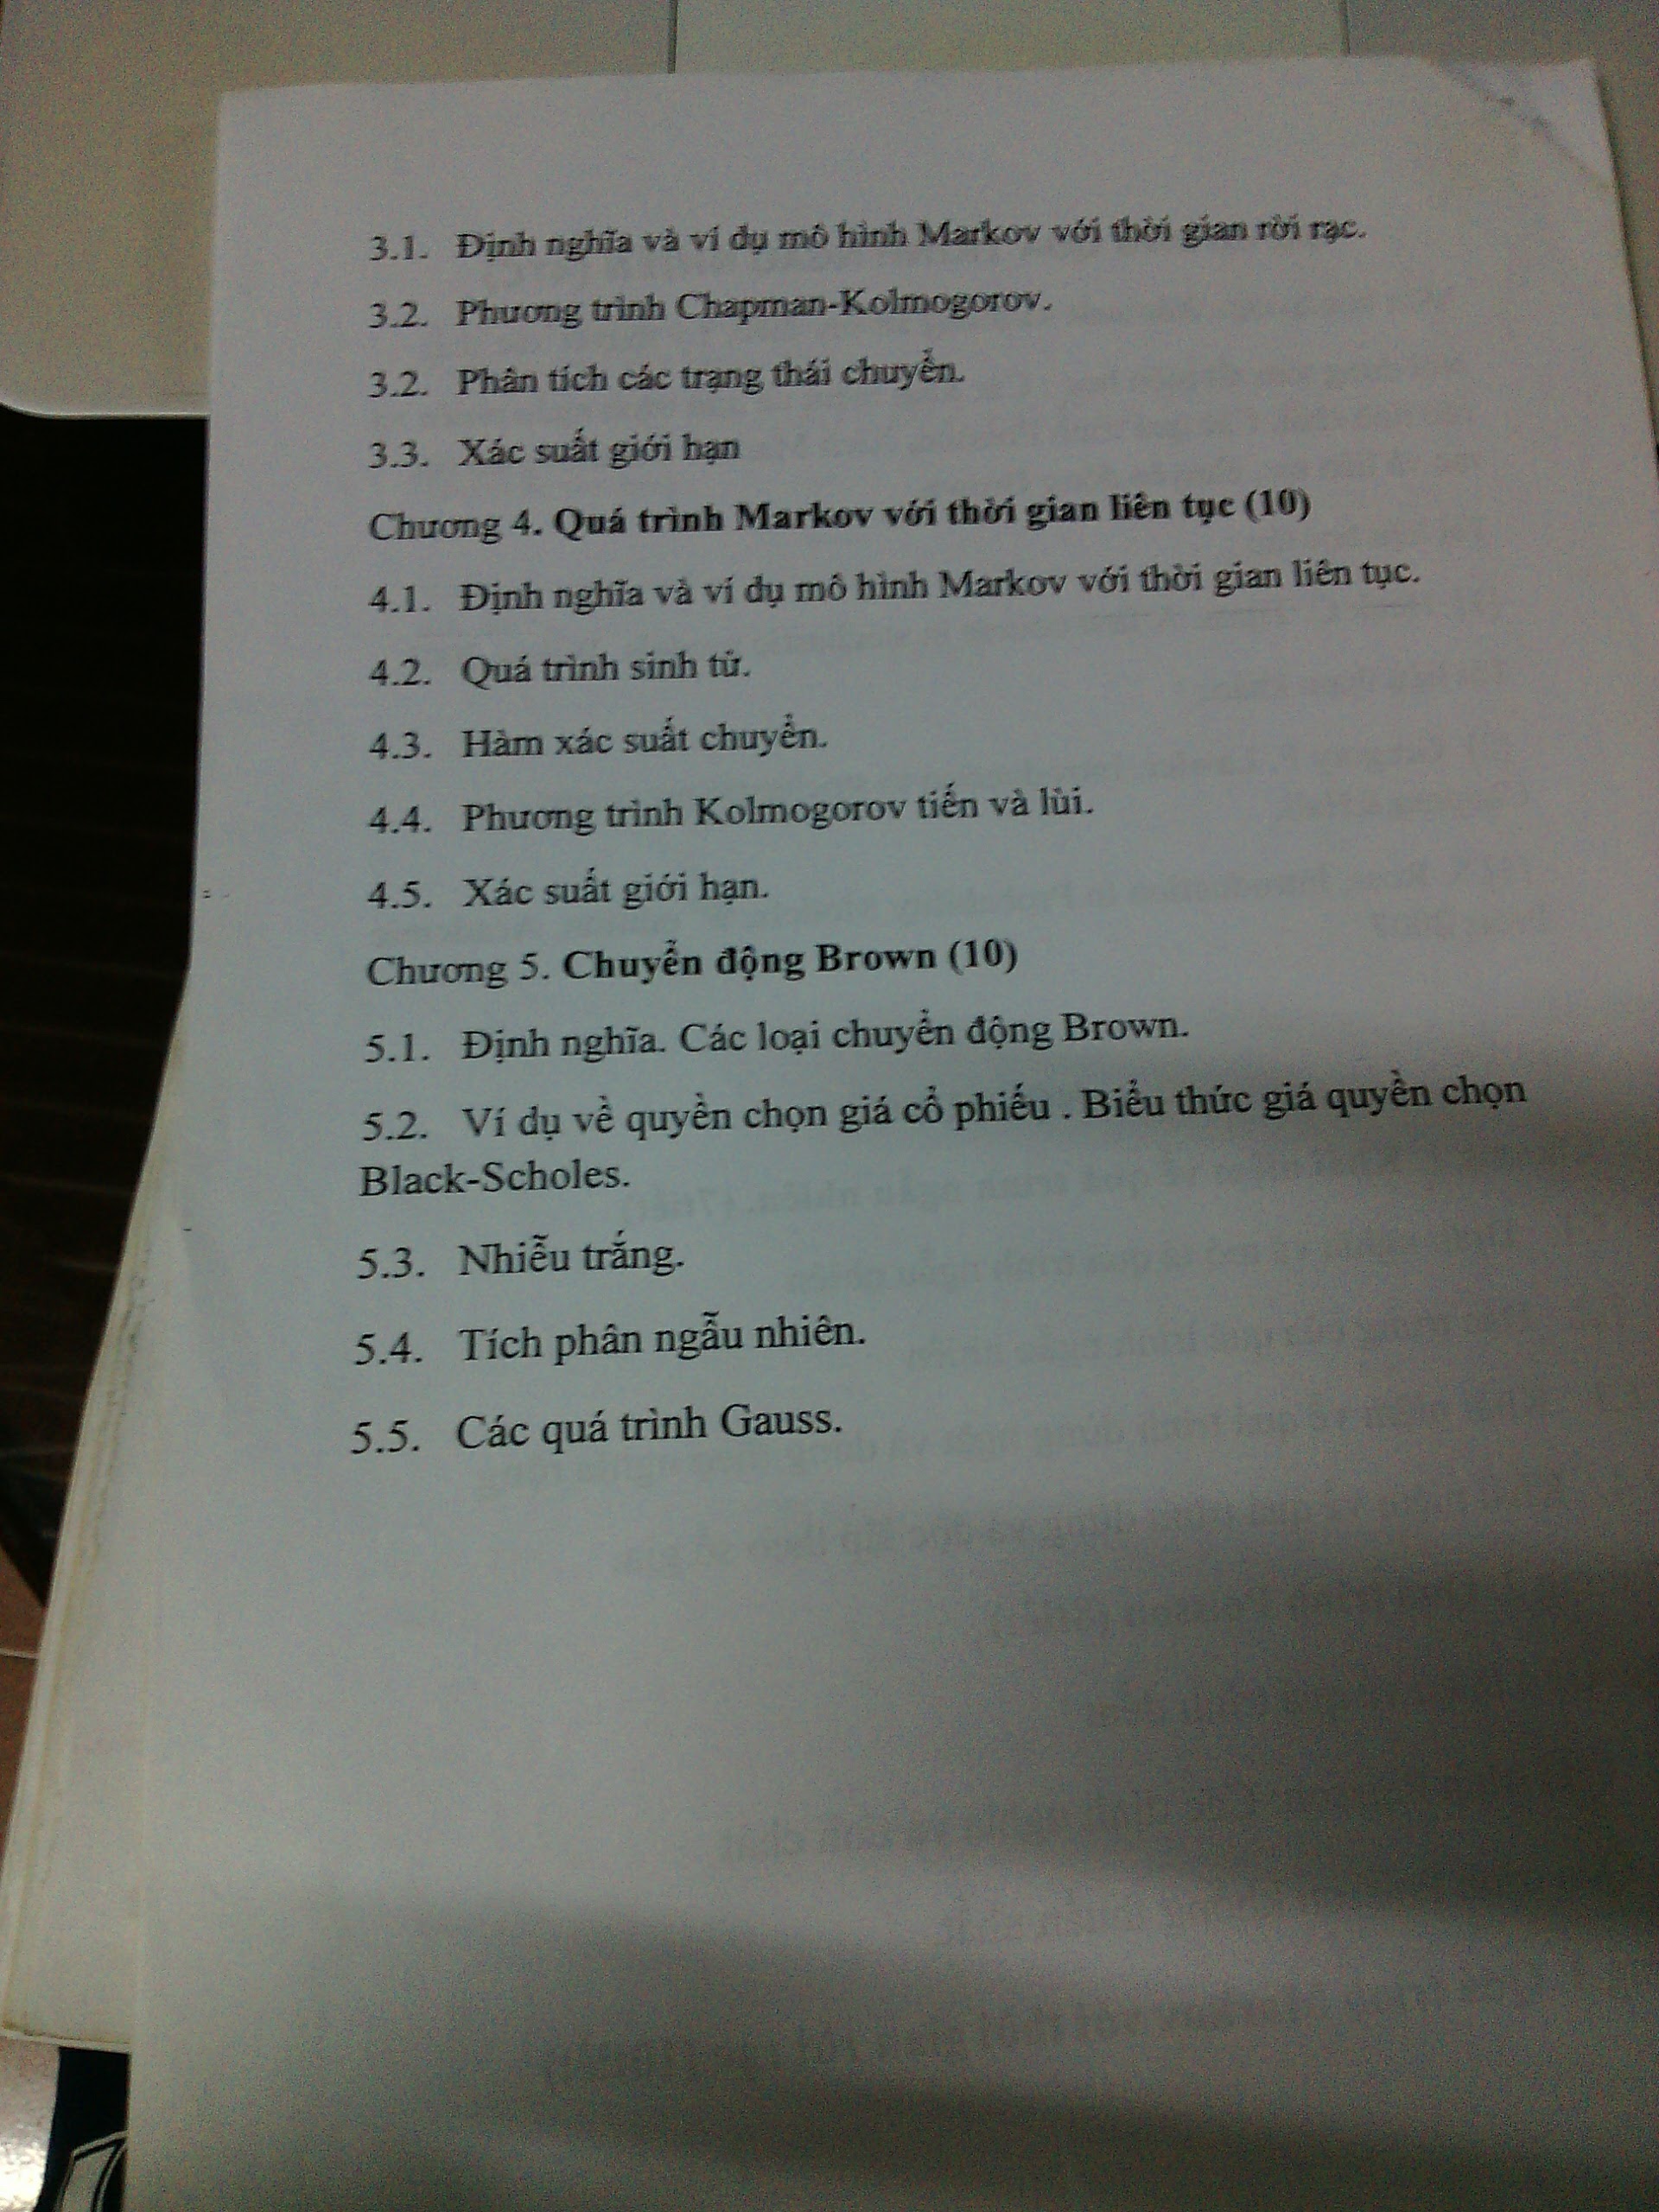 3.1. Định nghĩa và ví dụ mô hình Markov với thời gian rời rạc.
3.2. Phương trình Chapman-Kolmogorov.
3.2. Phân tích các trạng thái chuyển.
3.3. Xác suất giới hạn
Chương 4. Quá trình Markov với thời gian liên tục (10)
4.1. Định nghĩa và ví dụ mô hình Markov với thời gian liên tục.
4.2. Quá trình sinh tử.
4.3. Hàm xác suất chuyển.
4.4. Phương trình Kolmogorov tiến và lùi.
4.5. Xác suất giới hạn.
Chương 5. Chuyển động Brown (10)
5.1. Định nghĩa. Các loại chuyển động Brown.
5.2. Ví dụ về quyền chọn giá cổ phiếu . Biểu thức giá quyền chọn
Black-Scholes.
5.3. Nhiễu trắng.
5.4. Tích phân ngẫu nhiên.
5.5. Các quá trình Gauss.